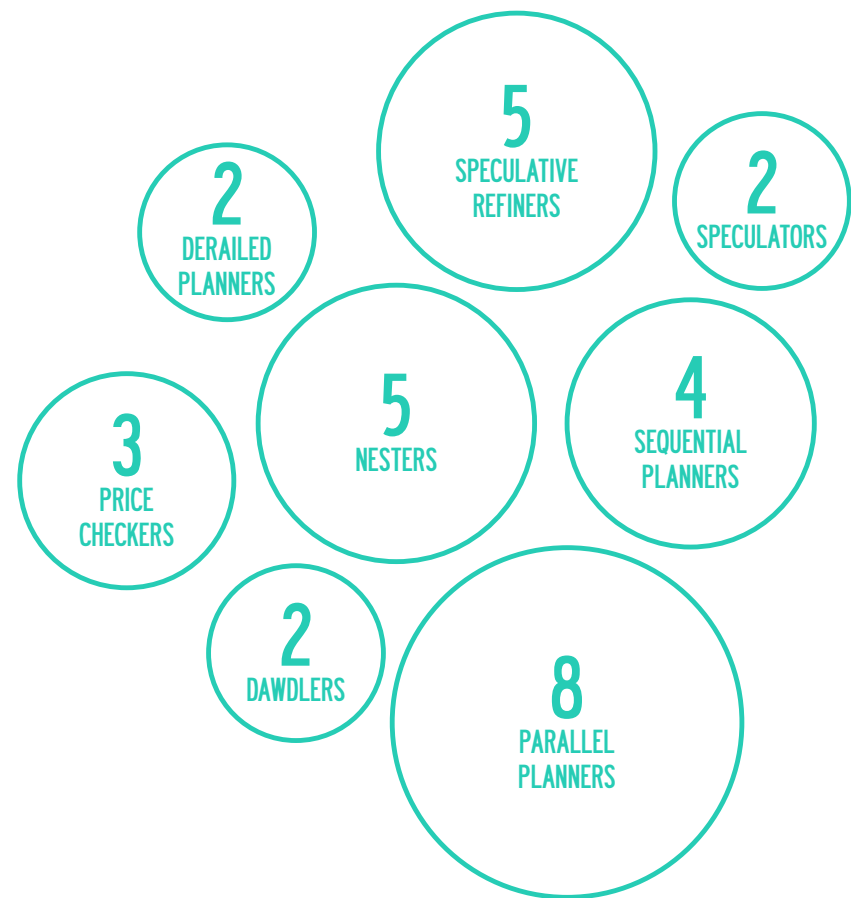 5
SPECULATIVE
REFINERS
2
SPECULATORS
2
DERAILED
PLANNERS
5
NESTERS
4
SEQUENTIAL
PLANNERS
3
PRICE
CHECKERS
2
DAWDLERS
8
PARALLEL
PLANNERS